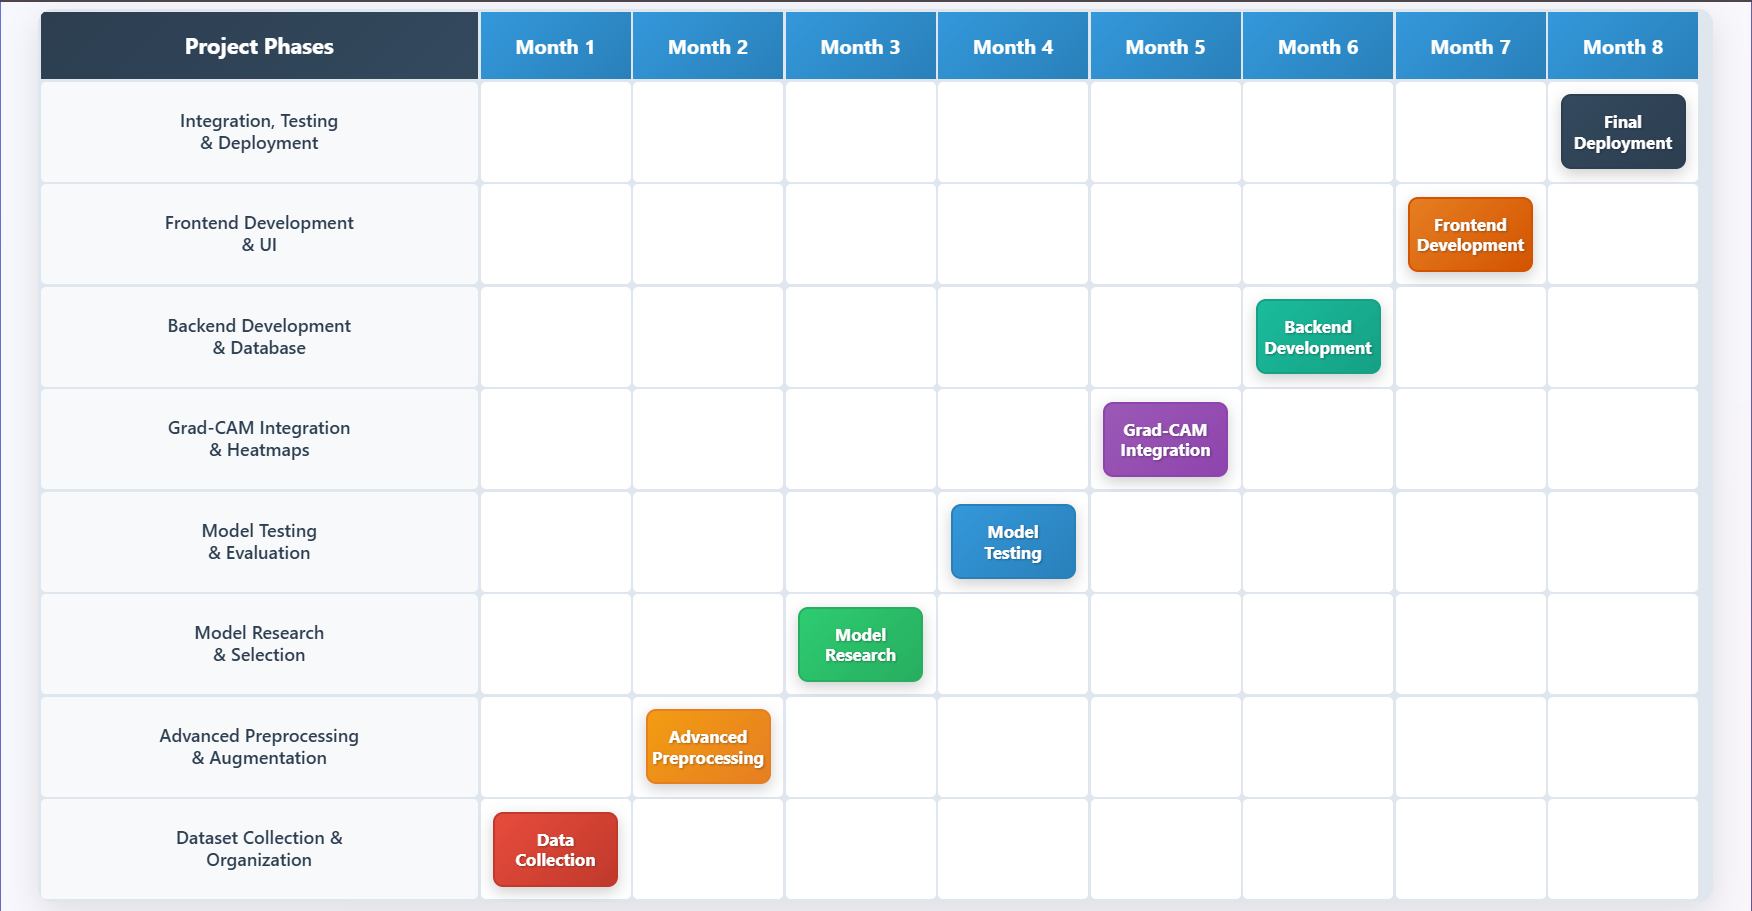 Project Phases
Month 1
Month 2
Month 3
Month 4
Month 5
Month 6
Month 7
Month 8
Integration, Testing
& Deployment
Final
Deployment
Frontend Development
& UI
Frontend
Development
Backend Development
& Database
Backend
Development
Grad-CAM Integration
& Heatmaps
Grad-CAM
Integration
Model Testing
& Evaluation
Model
Testing
Model Research
& Selection
Model
Research
Advanced Preprocessing
& Augmentation
Advanced
Preprocessing
Dataset Collection &
Organization
Data
Collection